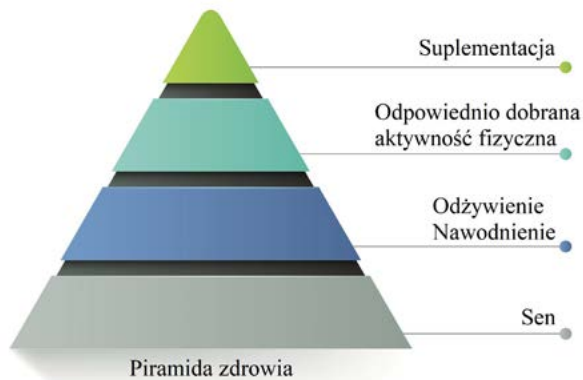 Suplementacja
Odpowiednio dobrana
aktywność fizyczna
Odżywienie
Nawodnienie
Sen
Piramida zdrowia